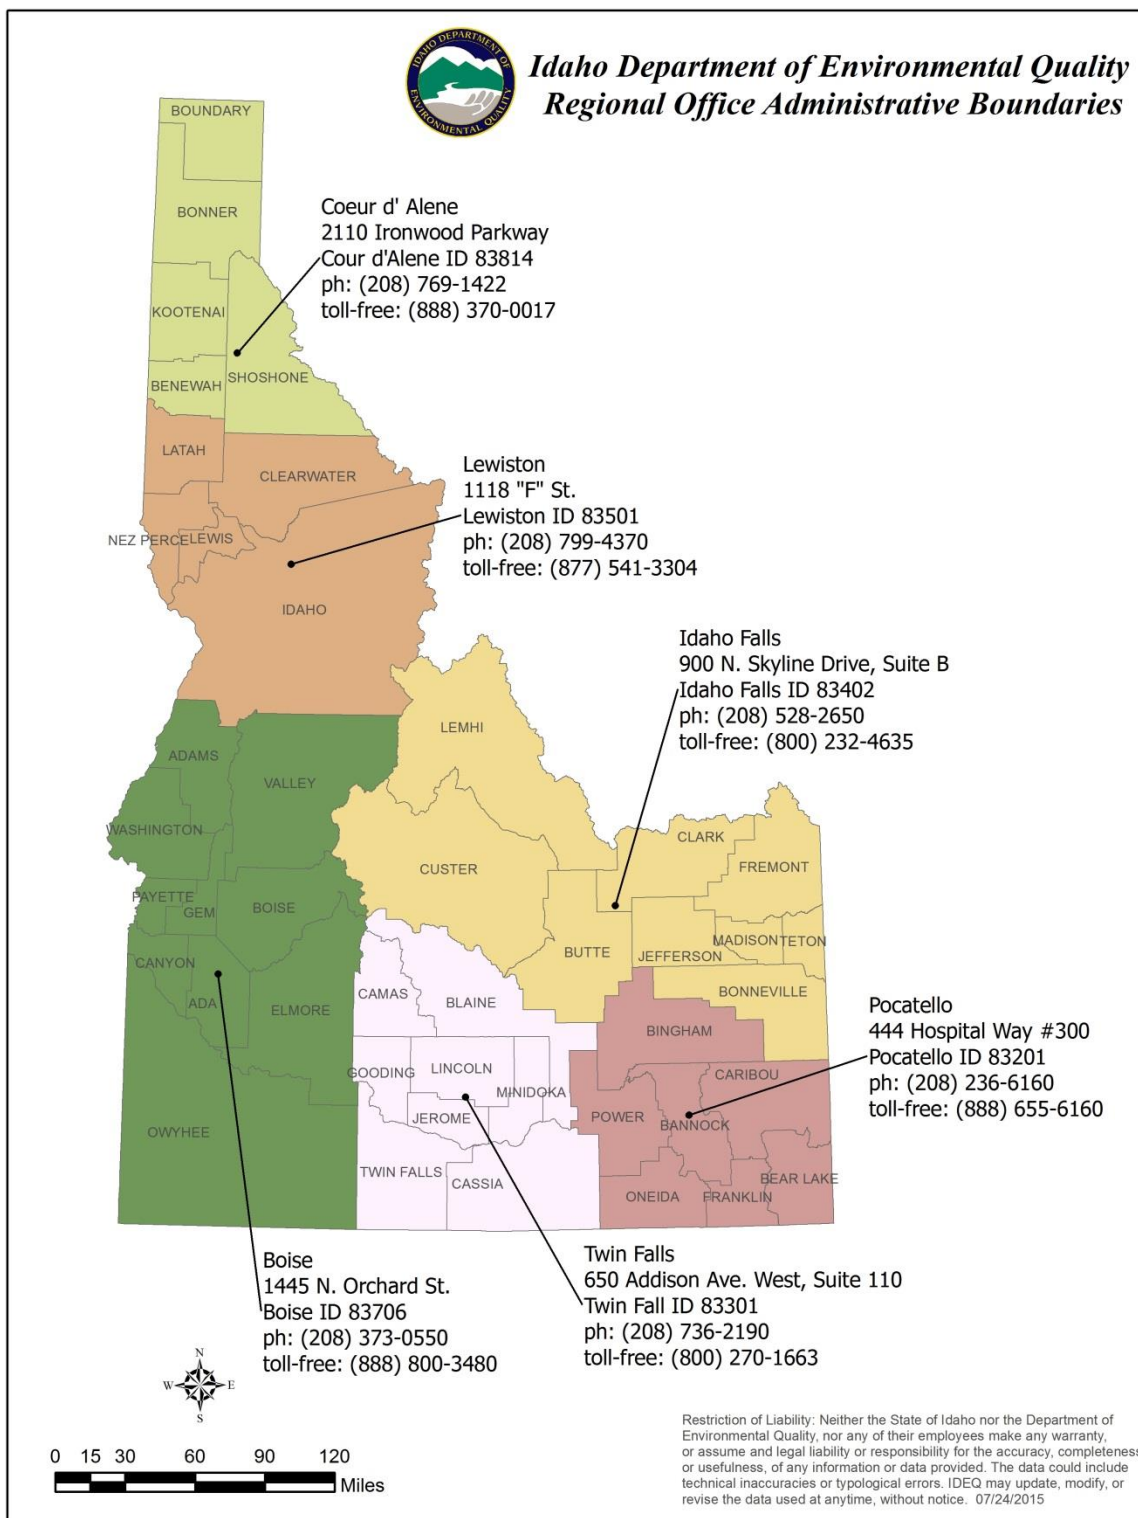 IDAHO DEPARTMENT OF
ENVIRONMENTAL QUALITY
Idaho Department of Environmental Quality
Regional Office Administrative Boundaries
BOUNDARY
BONNER
Coeur d' Alene
2110 Ironwood Parkway
Cour d'Alene ID 83814
ph: (208) 769-1422
toll-free: (888) 370-0017
KOOTENAI
SHOSHONE
BENEWAH
LATAH
CLEARWATER
Lewiston
1118 "F" St.
Lewiston ID 83501
ph: (208) 799-4370
toll-free: (877) 541-3304
NEZ PERCE
LEWIS
IDAHO
Idaho Falls
900 N. Skyline Drive, Suite B
Idaho Falls ID 83402
ph: (208) 528-2650
toll-free: (800) 232-4635
LEMHI
ADAMS
VALLEY
WASHINGTON
CLARK
FREMONT
CUSTER
PAYETTE
GEM
BOISE
MADISON
TETON
BUTTE
JEFFERSON
CANYON
ADA
ELMORE
CAMAS
BLAINE
BONNEVILLE
BINGHAM
Pocatello
444 Hospital Way #300
Pocatello ID 83201
ph: (208) 236-6160
toll-free: (888) 655-6160
GOODING
LINCOLN
MINIDOKA
CARIBOU
JEROME
POWER
BANNOCK
OWYHEE
TWIN FALLS
CASSIA
ONEIDA
FRANKLIN
BEAR LAKE
Boise
1445 N. Orchard St.
Boise ID 83706
ph: (208) 373-0550
toll-free: (888) 800-3480
Twin Falls
650 Addison Ave. West, Suite 110
Twin Fall ID 83301
ph: (208) 736-2190
toll-free: (800) 270-1663
N
W E
S
0 15 30 60 90 120
Miles
Restriction of Liability: Neither the State of Idaho nor the Department of
Environmental Quality, nor any of their employees make any warranty,
or assume and legal liability or responsibility for the accuracy, completeness
or usefulness, of any information or data provided. The data could include
technical inaccuracies or typological errors. IDEQ may update, modify, or
revise the data used at anytime, without notice. 07/24/2015